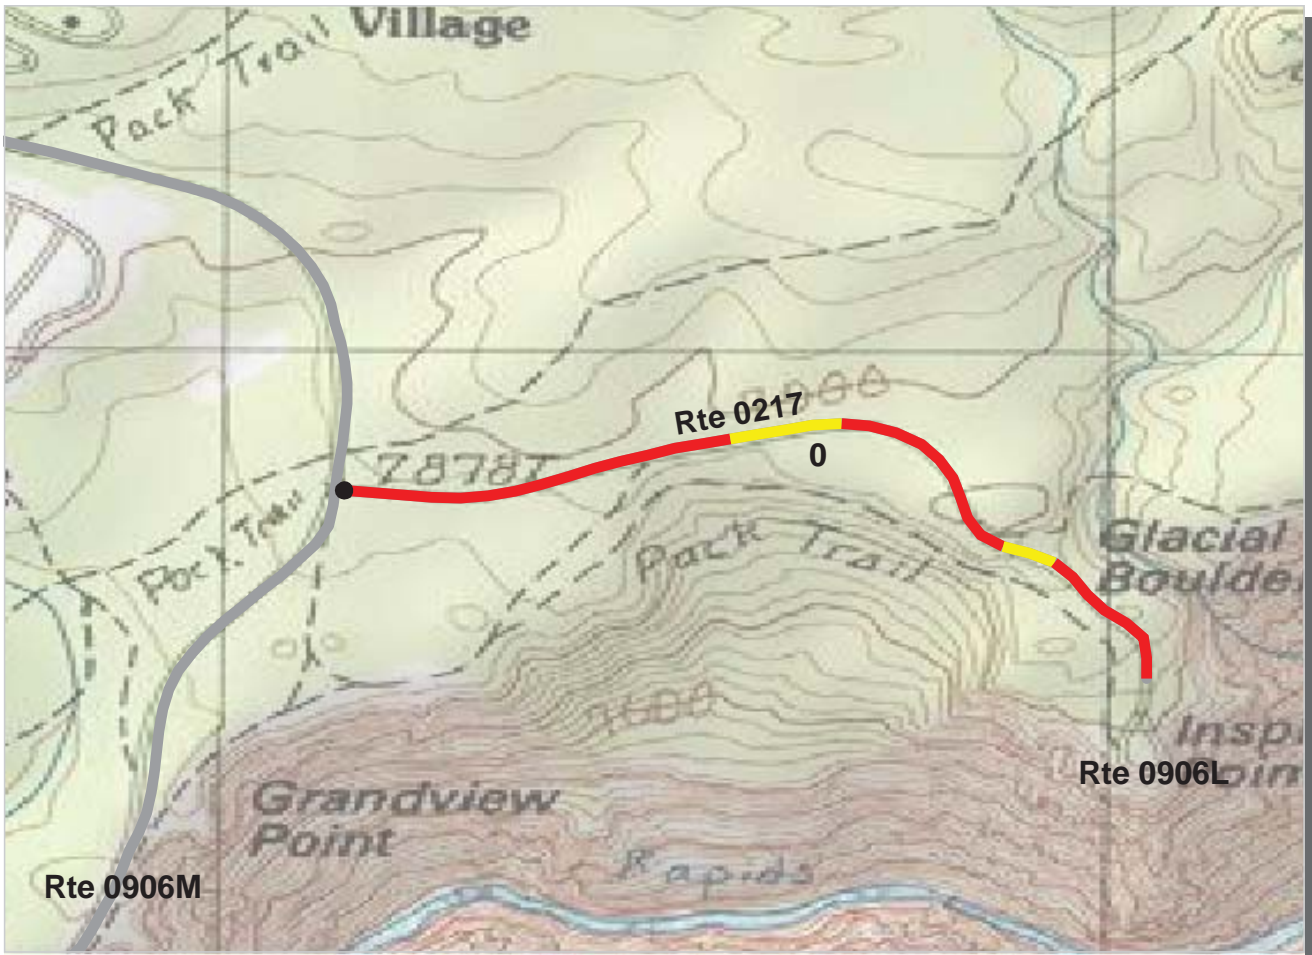 Village
Pack Trail
Rte 0217
7878T
0
Pack Trail
Pack Trail
Glacial
Boulder
Grandview
Point
7600
Rte 0906L
Rapids
Rte 0906M